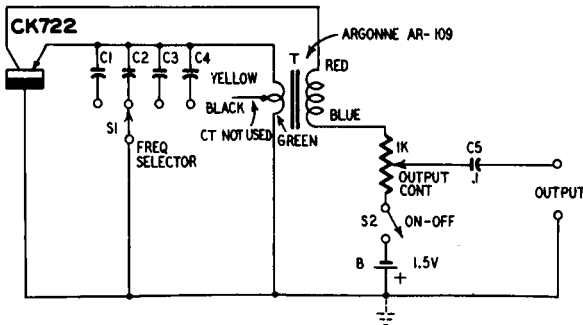 CK722
ARGONNE AR-109
T
C1 C2 C3 C4
YELLOW
RED
BLACK
BLUE
CT NOT USED
GREEN
S1
FREQ
SELECTOR
1K
C5
.1
OUTPUT
CONT
OUTPUT
S2 ON-OFF
B 1.5V
+